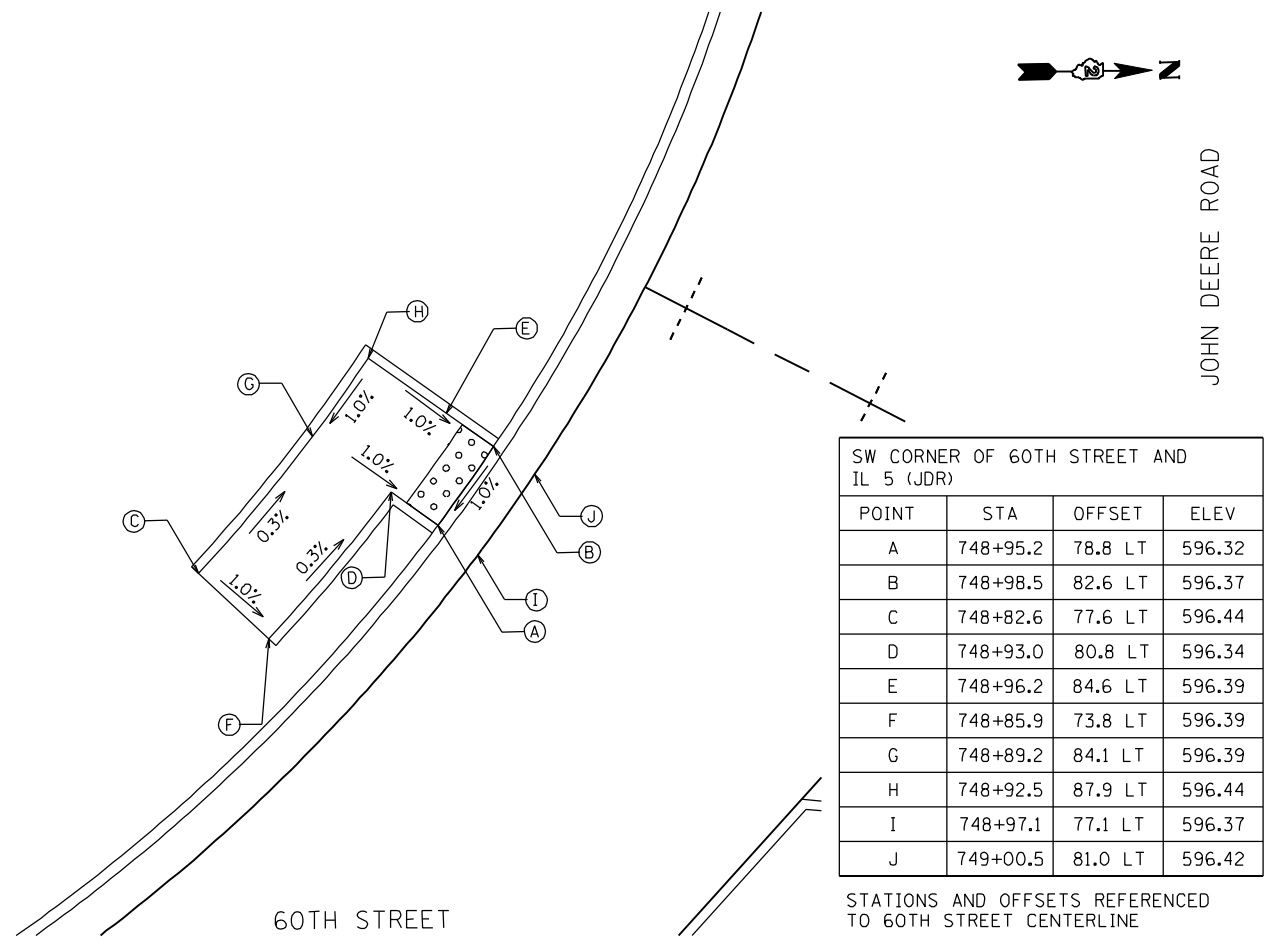 N
JOHN DEERE ROAD
H
E
G
1.0%
1.0%
1.0%
1.0%
C
0.3%
J
0.3%
B
D
1.0%
I
A
F
60TH STREET
SW CORNER OF 60TH STREET AND
IL 5 (JDR)
POINT STA OFFSET ELEV
A 748+95.2 78.8 LT 596.32
B 748+98.5 82.6 LT 596.37
C 748+82.6 77.6 LT 596.44
D 748+93.0 80.8 LT 596.34
E 748+96.2 84.6 LT 596.39
F 748+85.9 73.8 LT 596.39
G 748+89.2 84.1 LT 596.39
H 748+92.5 87.9 LT 596.44
I 748+97.1 77.1 LT 596.37
J 749+00.5 81.0 LT 596.42
STATIONS AND OFFSETS REFERENCED
TO 60TH STREET CENTERLINE